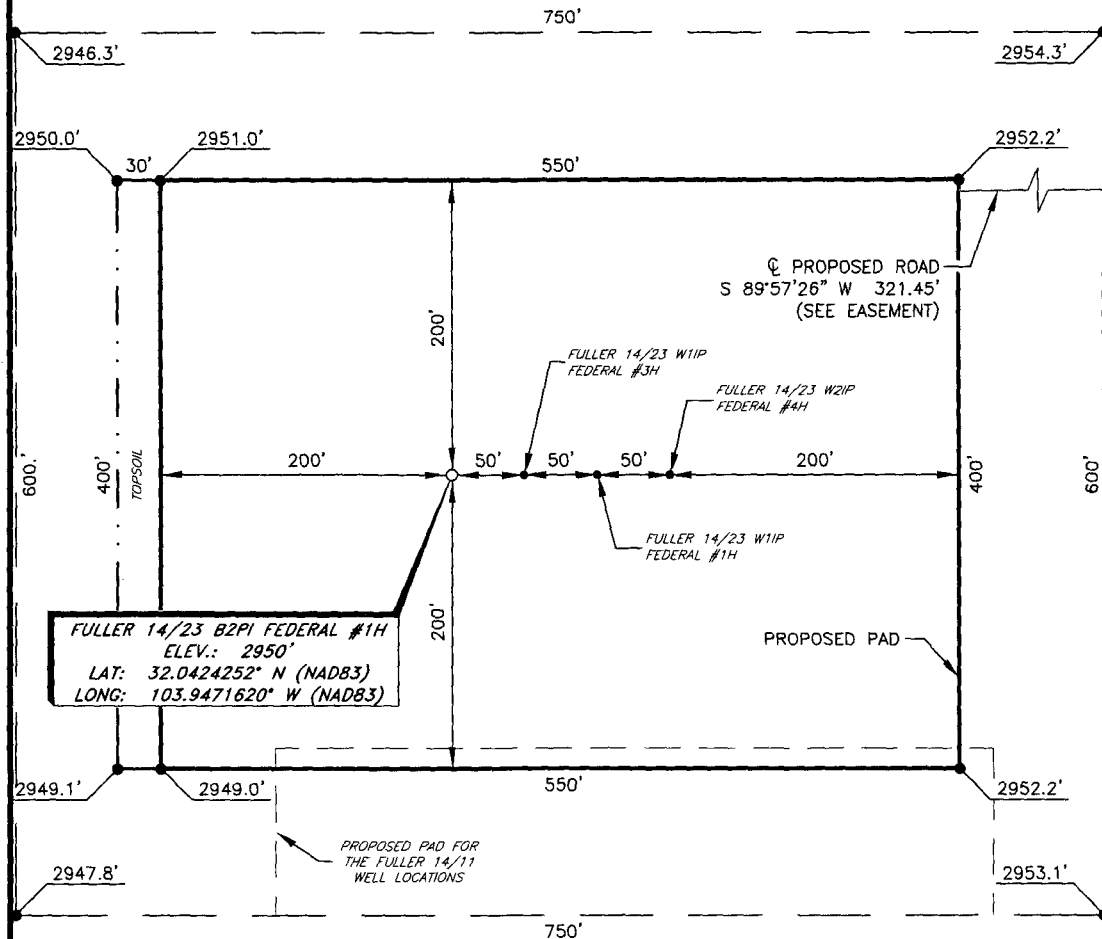 750'
2946.3'
2954.3'
2950.0'
2951.0'
2952.2'
30'
550'
℄ PROPOSED ROAD
S 89°57'26" W 321.45'
(SEE EASEMENT)
200'
FULLER 14/23 W1IP
FEDERAL #3H
FULLER 14/23 W2IP
FEDERAL #4H
600.'
400'
TOPSOIL
200'
50'
50'
50'
200'
400'
600'
FULLER 14/23 W1IP
FEDERAL #1H
200'
FULLER 14/23 B2PI FEDERAL #1H
ELEV.: 2950'
LAT: 32.0424252° N (NAD83)
LONG: 103.9471620° W (NAD83)
PROPOSED PAD
2949.1'
2949.0'
550'
2952.2'
PROPOSED PAD FOR
THE FULLER 14/11
WELL LOCATIONS
2947.8'
2953.1'
750'